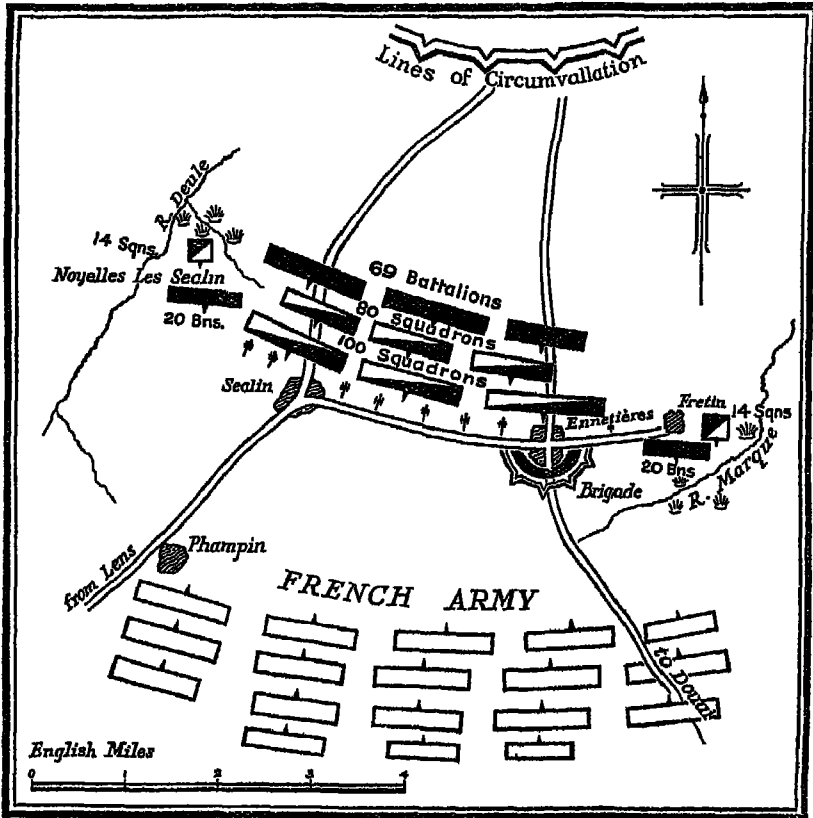 Lines of Circumvallation
R. Deule
14 Sqns.
Noyelles Les Sealin
20 Bns.
69 Battalions
80 Squadrons
100 Squadrons
Sealin
Ennetières
Fretin
14 Sqns
20 Bns
R. Marque
Brigade
Phampin
from Lens
FRENCH ARMY
to Douai
English Miles
0 1 2 3 4